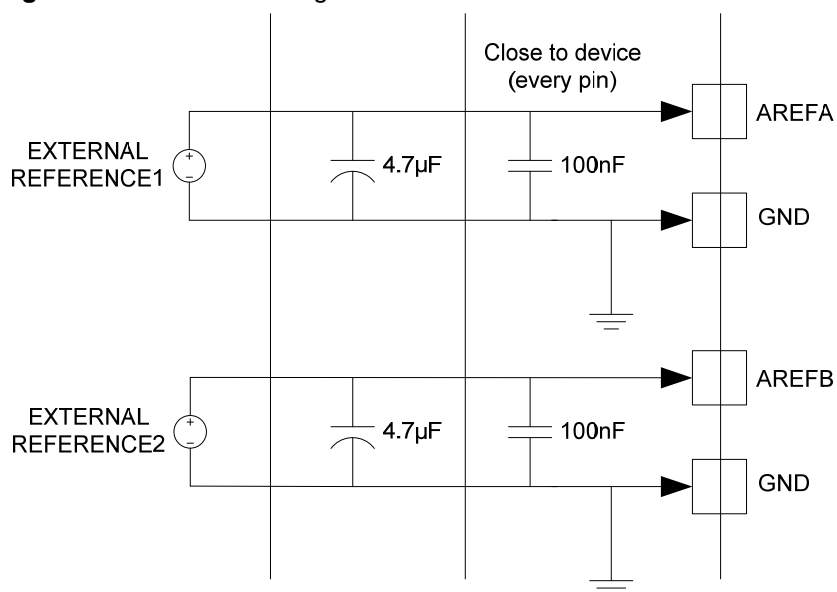 Close to device
(every pin)
AREFA
EXTERNAL
REFERENCE1
+
–
4.7µF
100nF
GND
AREFB
EXTERNAL
REFERENCE2
+
–
4.7µF
100nF
GND